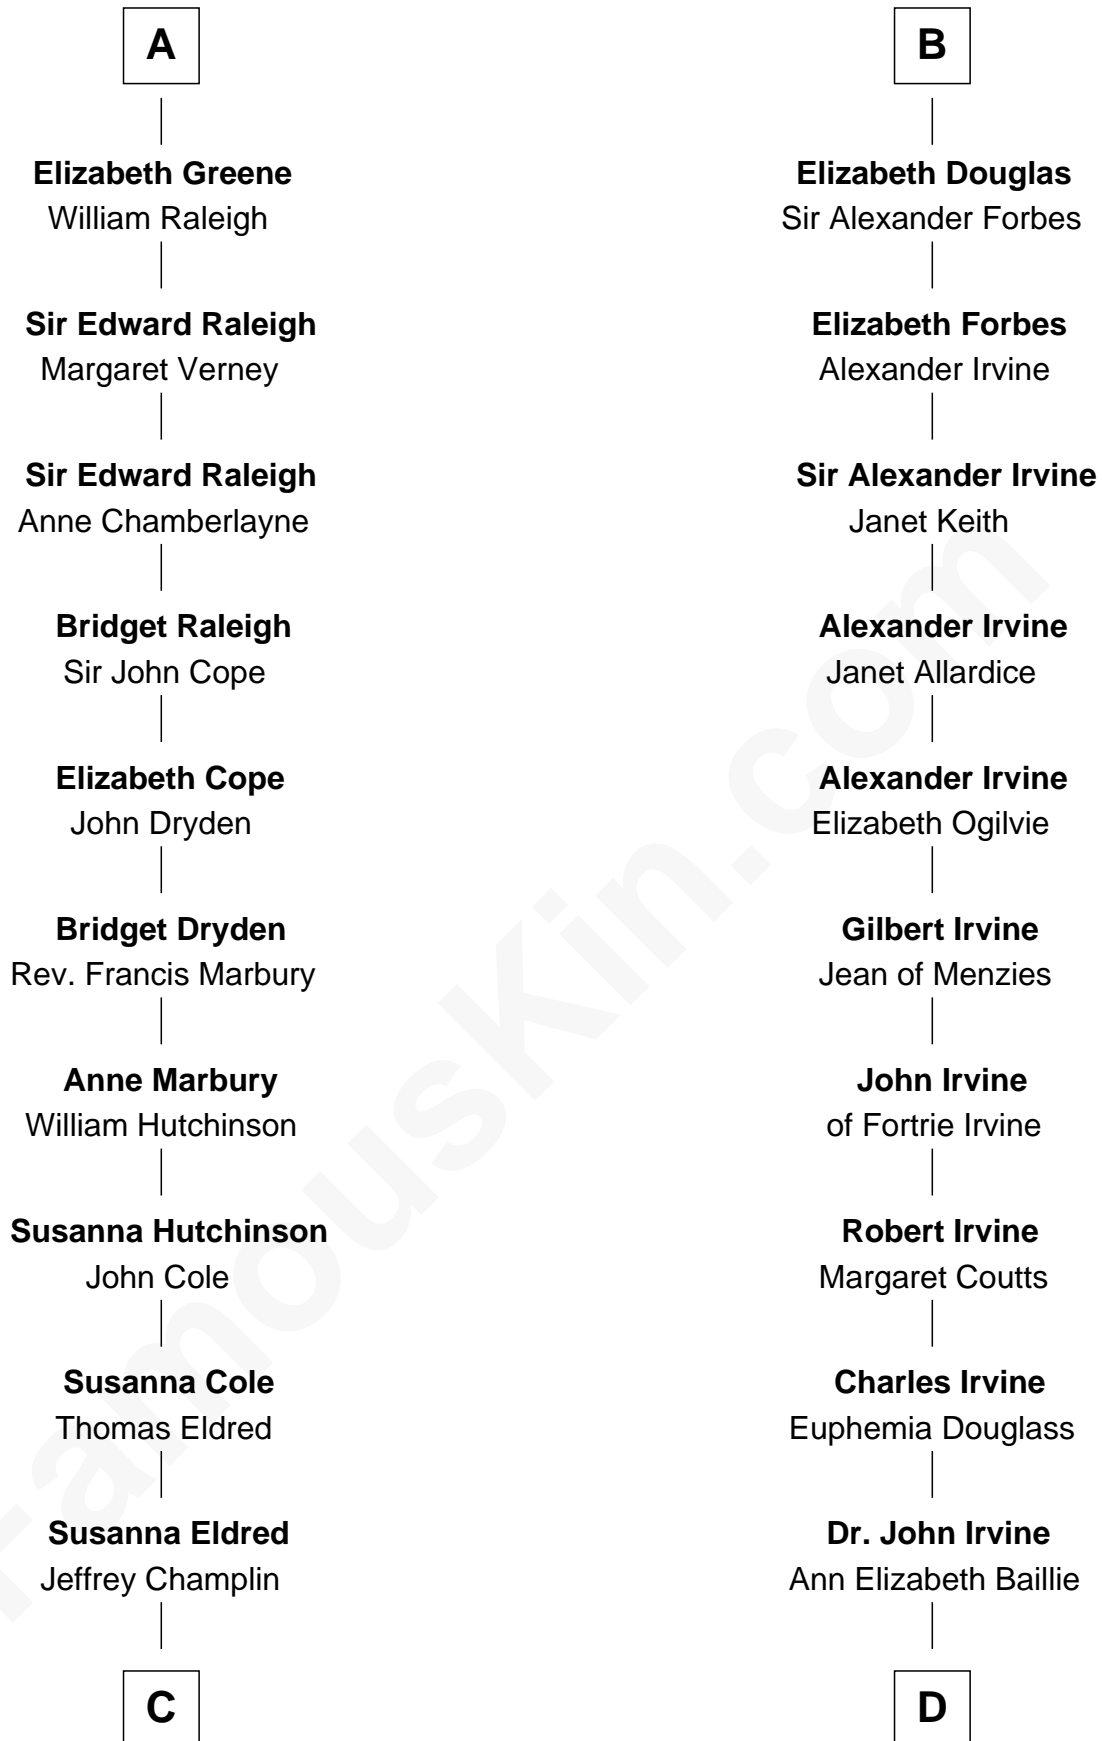 A
Elizabeth Greene
William Raleigh
Sir Edward Raleigh
Margaret Verney
Sir Edward Raleigh
Anne Chamberlayne
Bridget Raleigh
Sir John Cope
Elizabeth Cope
John Dryden
Bridget Dryden
Rev. Francis Marbury
Anne Marbury
William Hutchinson
Susanna Hutchinson
John Cole
Susanna Cole
Thomas Eldred
Susanna Eldred
Jeffrey Champlin
C
B
Elizabeth Douglas
Sir Alexander Forbes
Elizabeth Forbes
Alexander Irvine
Sir Alexander Irvine
Janet Keith
Alexander Irvine
Janet Allardice
Alexander Irvine
Elizabeth Ogilvie
Gilbert Irvine
Jean of Menzies
John Irvine
of Fortrie Irvine
Robert Irvine
Margaret Coutts
Charles Irvine
Euphemia Douglass
Dr. John Irvine
Ann Elizabeth Baillie
D
FamousKin.com